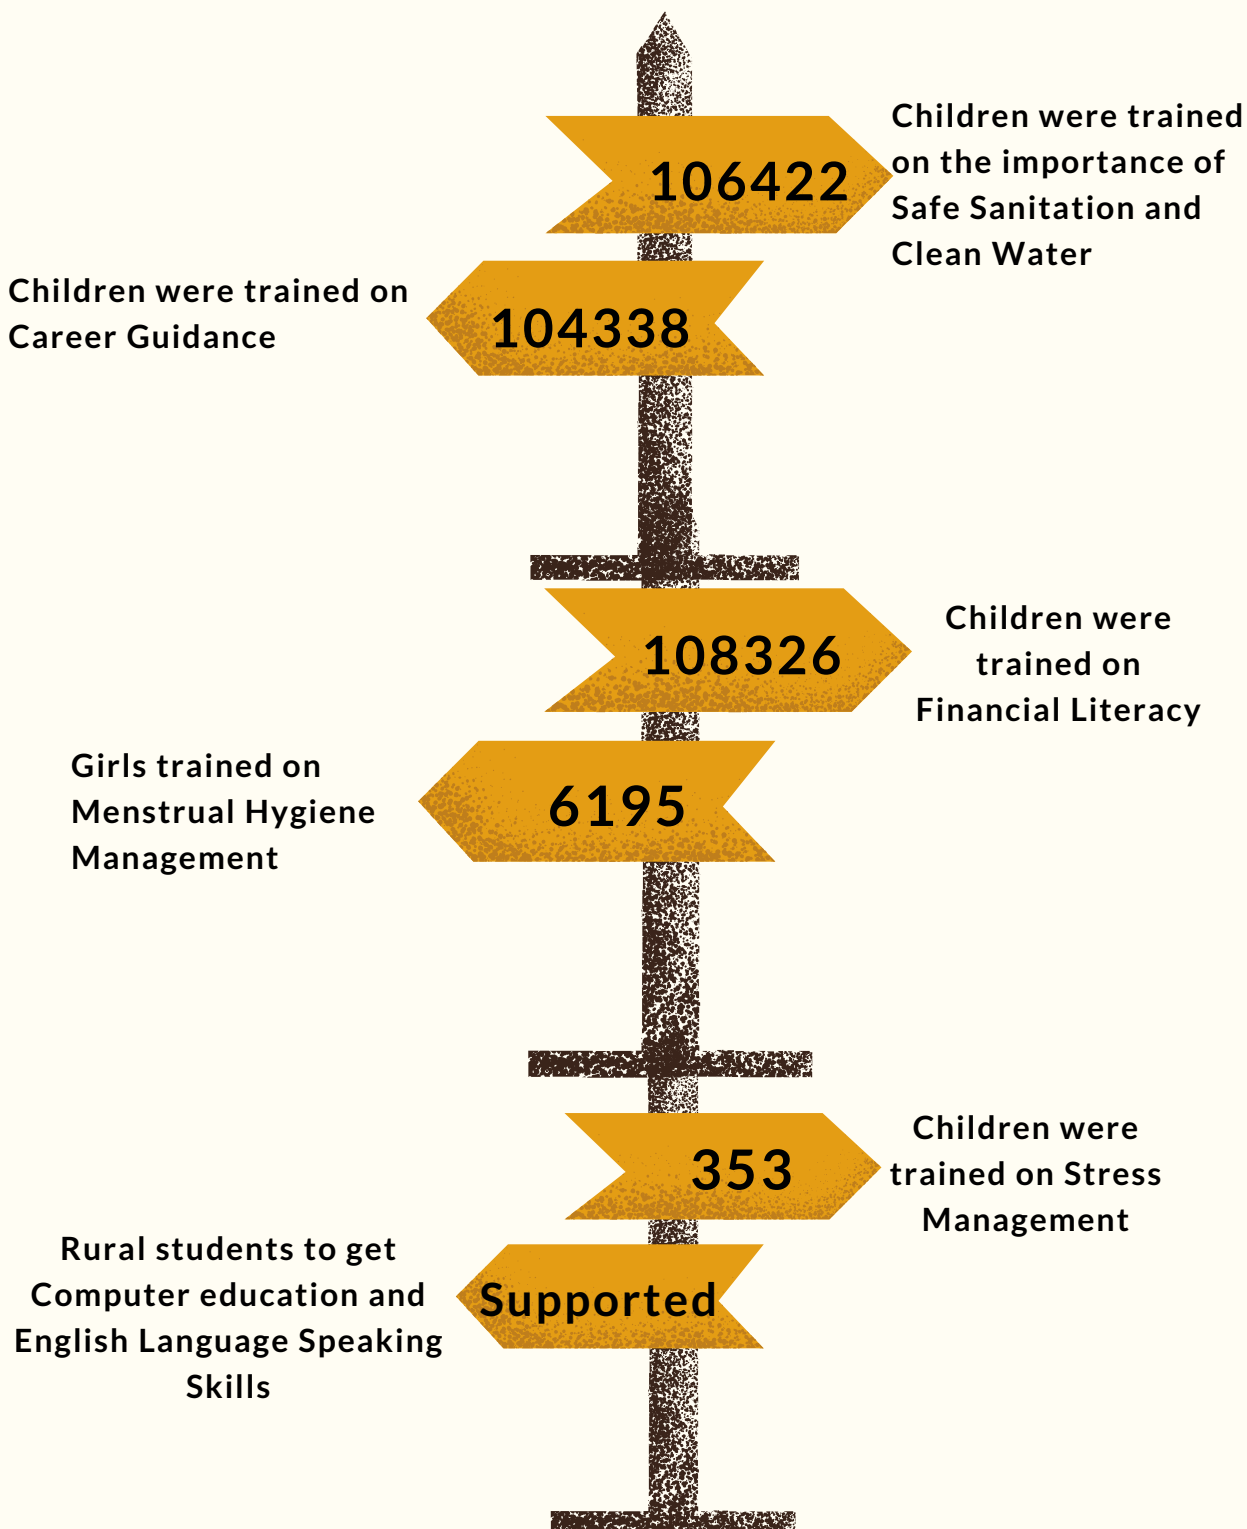 106422
Children were trained
on the importance of
Safe Sanitation and
Clean Water
Children were trained on
Career Guidance
104338
108326
Children were
trained on
Financial Literacy
Girls trained on
Menstrual Hygiene
Management
6195
353
Children were
trained on Stress
Management
Supported
Rural students to get
Computer education and
English Language Speaking
Skills